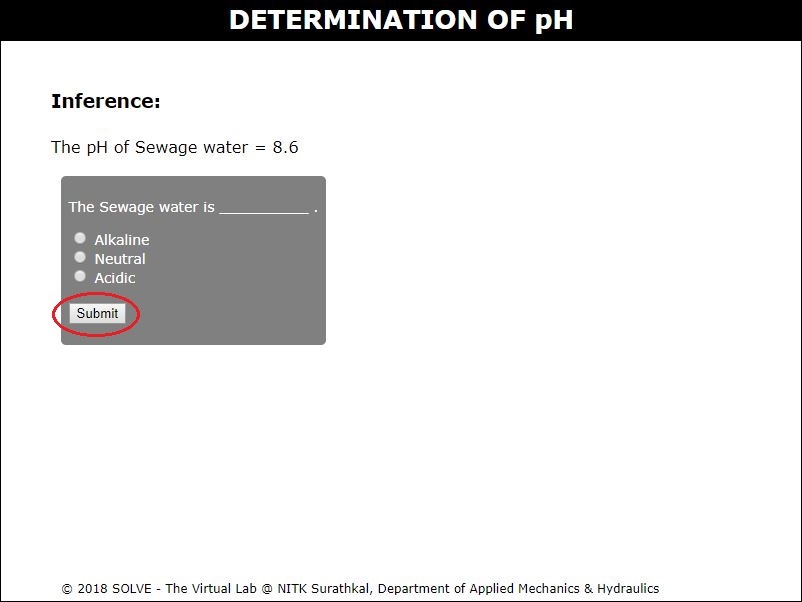 DETERMINATION OF pH
Inference:
The pH of Sewage water = 8.6
The Sewage water is ___________ .
Alkaline
Neutral
Acidic
Submit
© 2018 SOLVE - The Virtual Lab @ NITK Surathkal, Department of Applied Mechanics & Hydraulics